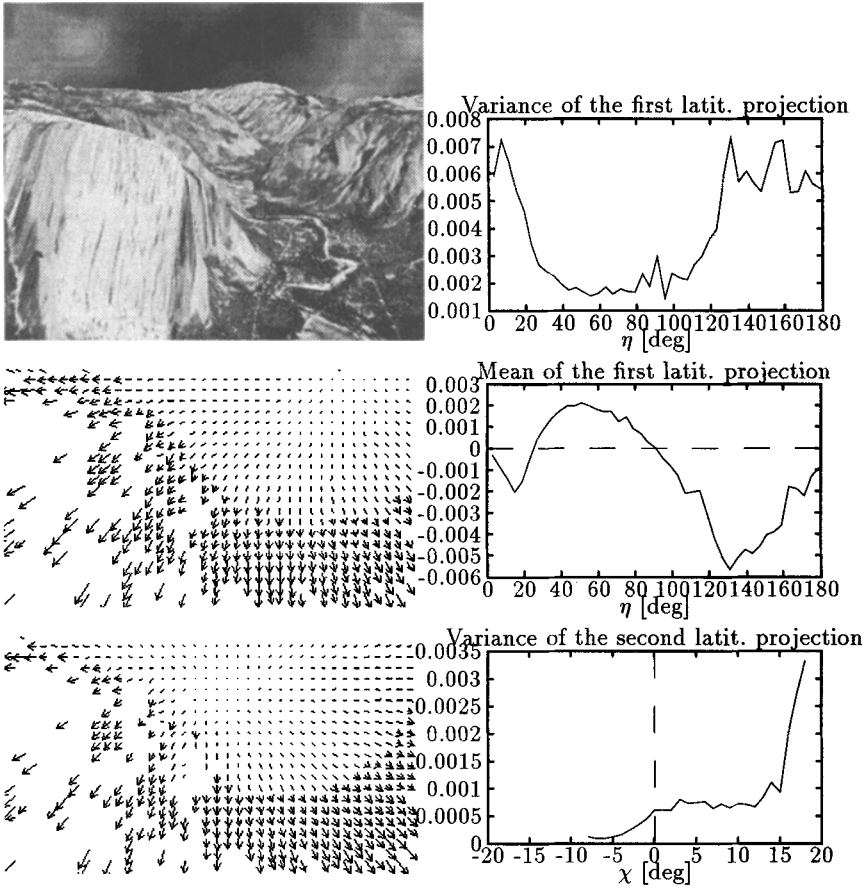 Variance of the first latit. projection
0.008
0.007
0.006
0.005
0.004
0.003
0.002
0.001
0 20 40 60 80 100 120 140 160 180
η [deg]
Mean of the first latit. projection
0.003
0.002
0
-0.001
-0.002
-0.003
-0.004
-0.005
-0.006
0 20 40 60 80 100 120 140 160 180
η [deg]
Variance of the second latit. projection
0.0035
0.003
0.0025
0.002
0.0015
0.001
0.0005
0
-20 -15 -10 -5 0 5 10 15 20
χ [deg]